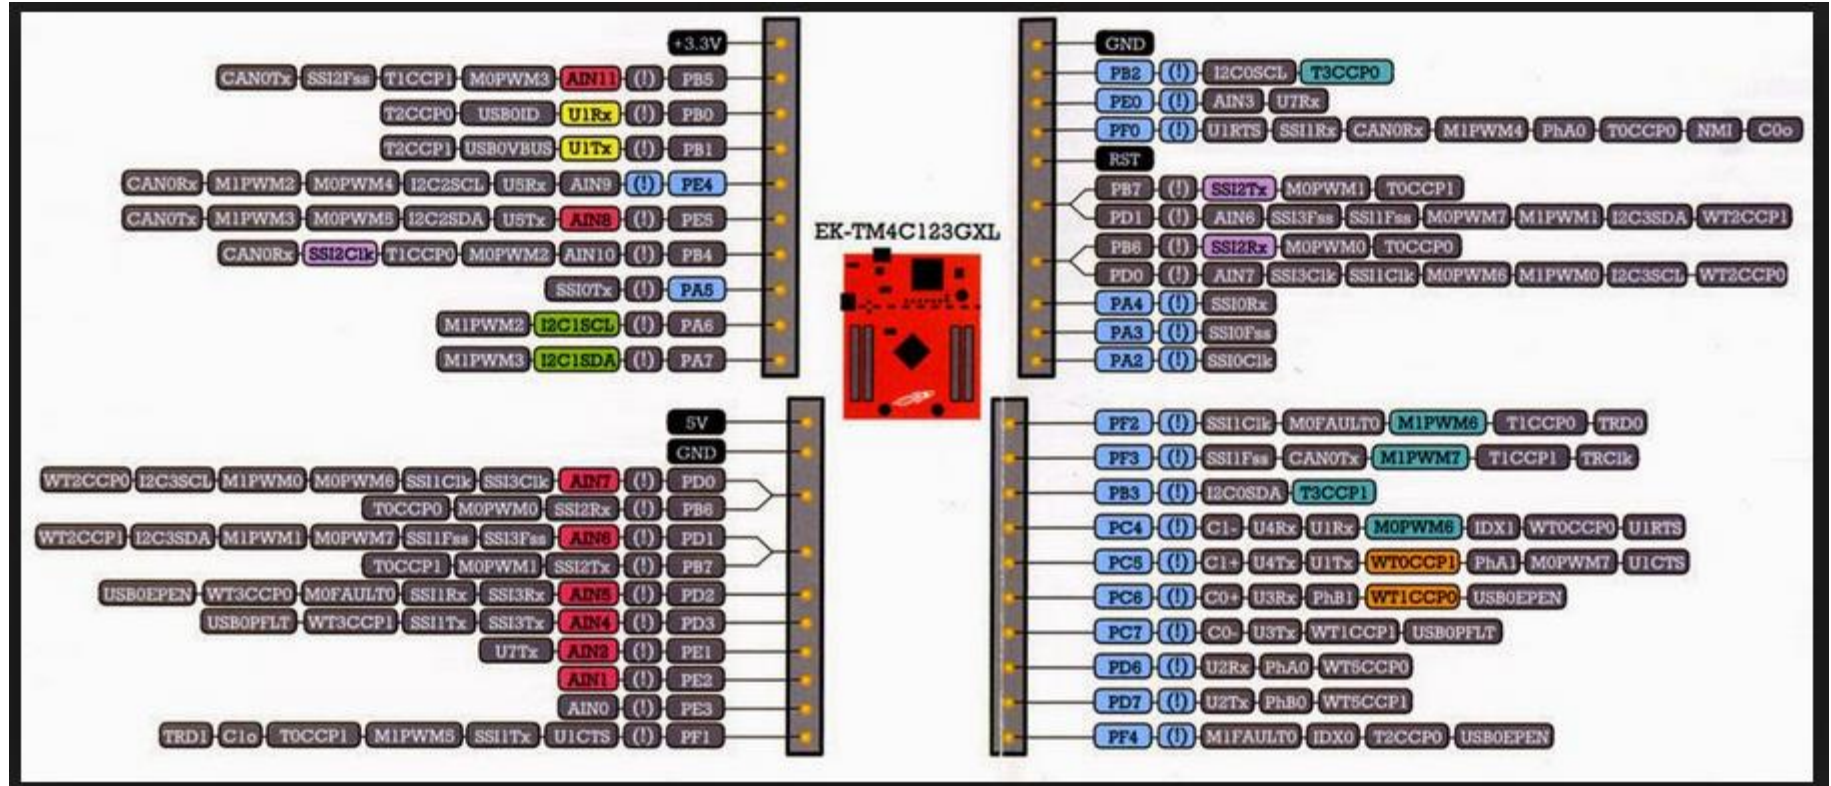 +3.3V
CAN0Tx SSI2Fss T1CCP1 M0PWM3 AIN11 (!) PB5
T2CCP0 USB0ID U1Rx (!) PB0
T2CCP1 USB0VBUS U1Tx (!) PB1
CAN0Rx M1PWM2 M0PWM4 I2C2SCL U5Rx AIN9 (!) PE4
CAN0Tx M1PWM3 M0PWM5 I2C2SDA U5Tx AIN8 (!) PE5
CAN0Rx SSI2Clk T1CCP0 M0PWM2 AIN10 (!) PB4
SSI0Tx (!) PA5
M1PWM2 I2C1SCL (!) PA6
M1PWM3 I2C1SDA (!) PA7
GND
PB2 (!) I2C0SCL T3CCP0
PE0 (!) AIN3 U7Rx
PF0 (!) U1RTS SSI1Rx CAN0Rx M1PWM4 PhA0 T0CCP0 NMI C0o
RST
PB7 (!) SSI2Tx M0PWM1 T0CCP1
PD1 (!) AIN6 SSI3Fss SSI1Fss M0PWM7 M1PWM1 I2C3SDA WT2CCP1
PB6 (!) SSI2Rx M0PWM0 T0CCP0
PD0 (!) AIN7 SSI3Clk SSI1Clk M0PWM6 M1PWM0 I2C3SCL WT2CCP0
PA4 (!) SSI0Rx
PA3 (!) SSI0Fss
PA2 (!) SSI0Clk
EK-TM4C123GXL
5V
GND
WT2CCP0 I2C3SCL M1PWM0 M0PWM6 SSI1Clk SSI3Clk AIN7 (!) PD0
T0CCP0 M0PWM0 SSI2Rx (!) PB6
WT2CCP1 I2C3SDA M1PWM1 M0PWM7 SSI1Fss SSI3Fss AIN6 (!) PD1
T0CCP1 M0PWM1 SSI2Tx (!) PB7
USB0EPEN WT3CCP0 M0FAULT0 SSI1Rx SSI3Rx AIN5 (!) PD2
USB0PFLT WT3CCP1 SSI1Tx SSI3Tx AIN4 (!) PD3
U7Tx AIN2 (!) PE1
AIN1 (!) PE2
AIN0 (!) PE3
TRD1 C1o T0CCP1 M1PWM5 SSI1Tx U1CTS (!) PF1
PF2 (!) SSI1Clk M0FAULT0 M1PWM6 T1CCP0 TRD0
PF3 (!) SSI1Fss CAN0Tx M1PWM7 T1CCP1 TRClk
PB3 (!) I2C0SDA T3CCP1
PC4 (!) C1- U4Rx U1Rx M0PWM6 IDX1 WT0CCP0 U1RTS
PC5 (!) C1+ U4Tx U1Tx WT0CCP1 PhA1 M0PWM7 U1CTS
PC6 (!) C0+ U3Rx PhB1 WT1CCP0 USB0EPEN
PC7 (!) C0- U3Tx WT1CCP1 USB0PFLT
PD6 (!) U2Rx PhA0 WT5CCP0
PD7 (!) U2Tx PhB0 WT5CCP1
PF4 (!) M1FAULT0 IDX0 T2CCP0 USB0EPEN